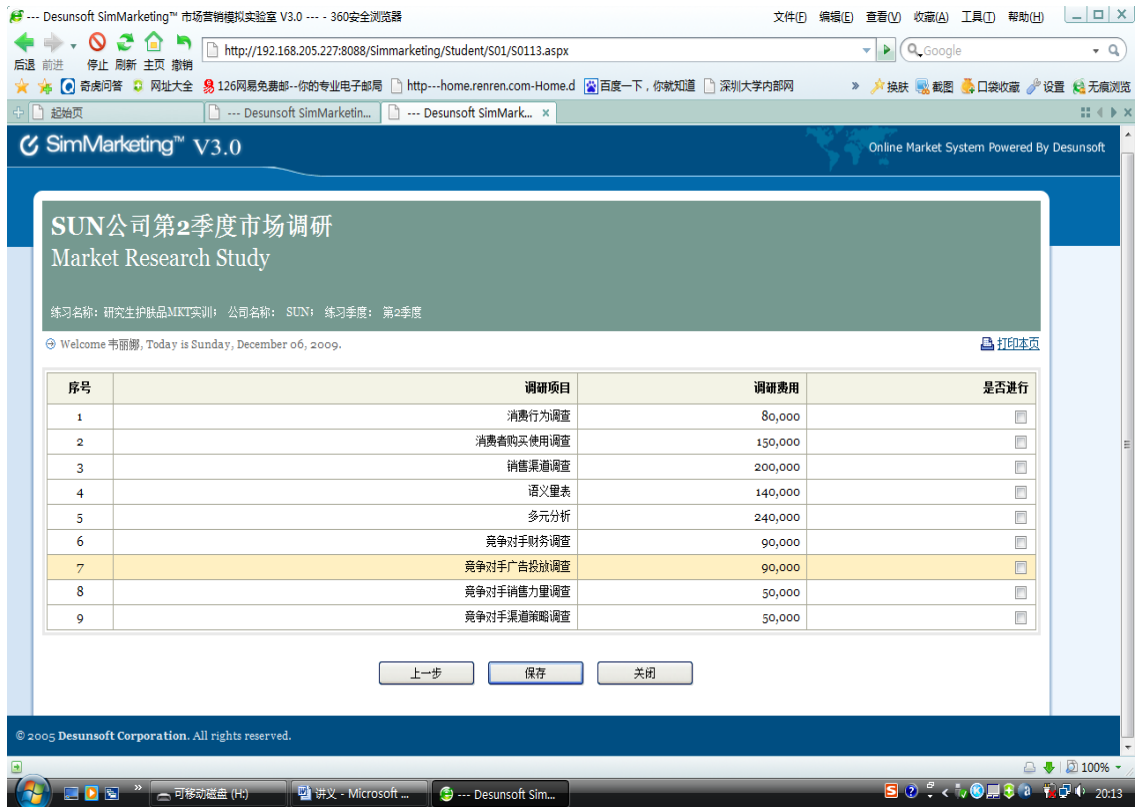 --- Desunsoft SimMarketing™ 市场营销模拟实验室 V3.0 --- - 360安全浏览器
文件(F) 编辑(E) 查看(V) 收藏(A) 工具(T) 帮助(H)
后退 前进 停止 刷新 主页 撤销
http://192.168.205.227:8088/Simmarketing/Student/S01/S0113.aspx
Google
奇虎问答 网址大全 126网易免费邮--你的专业电子邮局 http---home.renren.com-Home.d 百度一下，你就知道 深圳大学内部网 » 换肤 截图 口袋收藏 设置 无痕浏览
起始页 --- Desunsoft SimMarketin... --- Desunsoft SimMark... ×
SimMarketing™ V3.0
Online Market System Powered By Desunsoft
SUN公司第2季度市场调研
Market Research Study
练习名称：研究生护肤品MKT实训； 公司名称： SUN； 练习季度： 第2季度
Welcome 韦丽娜, Today is Sunday, December 06, 2009.
打印本页
序号 调研项目 调研费用 是否进行
1 消费行为调查 80,000
2 消费者购买使用调查 150,000
3 销售渠道调查 200,000
4 语义量表 140,000
5 多元分析 240,000
6 竞争对手财务调查 90,000
7 竞争对手广告投放调查 90,000
8 竞争对手销售力量调查 50,000
9 竞争对手渠道策略调查 50,000
上一步 保存 关闭
© 2005 Desunsoft Corporation. All rights reserved.
100%
可移动磁盘 (H:) 讲义 - Microsoft ... --- Desunsoft Sim...
20:13